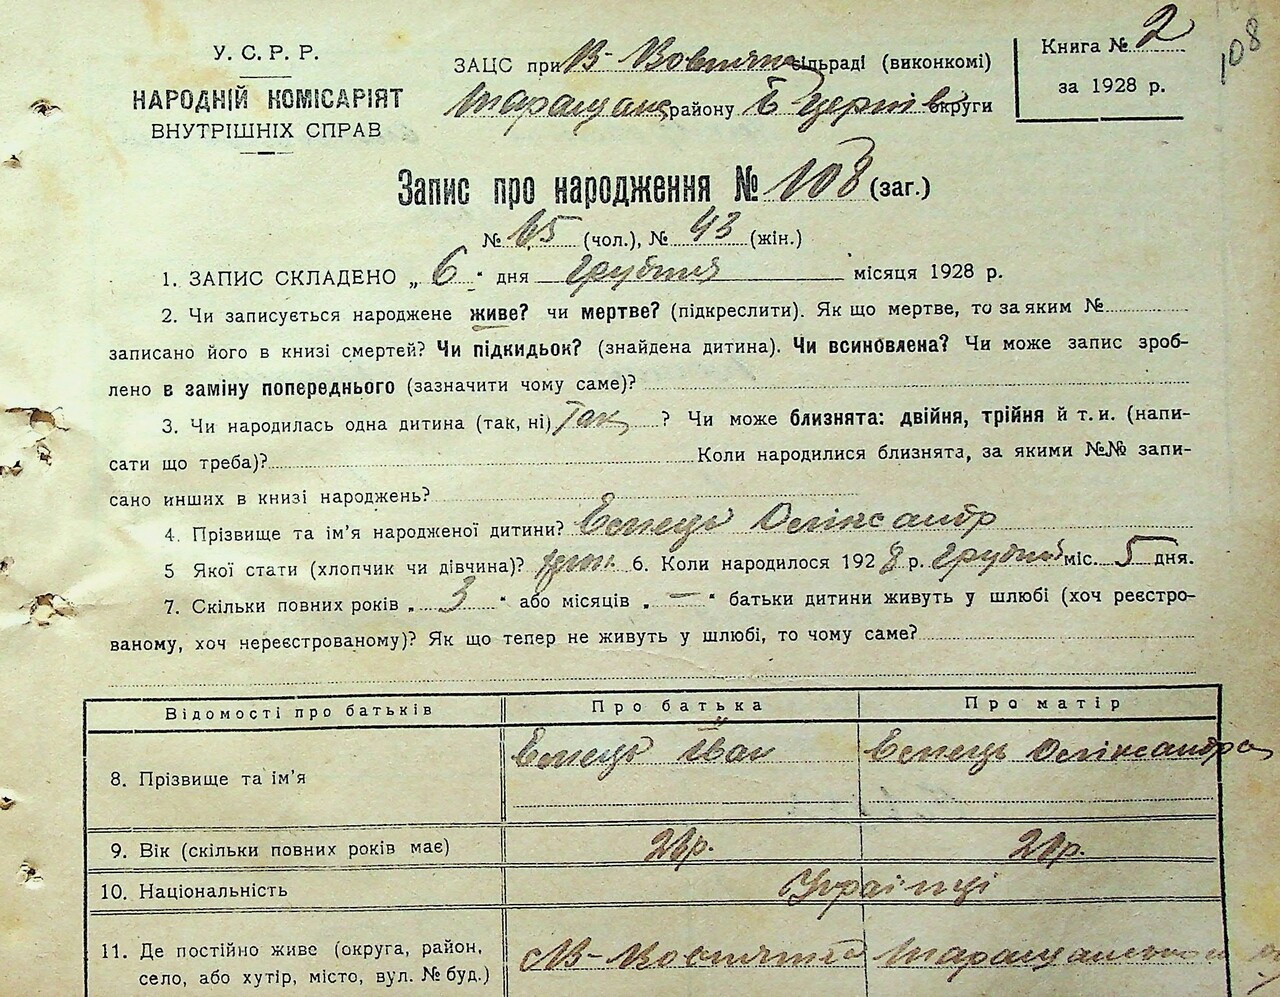 108
У. С. Р. Р.
НАРОДНІЙ КОМІСАРІЯТ
ВНУТРІШНІХ СПРАВ
ЗАЦС при В-Вовнян сільраді (виконкомі)
Таращанс району Б церків округи
Книга № 2
за 1928 р.
Запис про народження № 108 (заг.)
№ 65 (чол.), № 43 (жін.)
1. ЗАПИС СКЛАДЕНО „ 6 " дня грудня місяця 1928 р.
2. Чи записується народжене живе? чи мертве? (підкреслити). Як що мертве, то за яким №
записано його в книзі смертей? Чи підкидьок? (знайдена дитина). Чи всиновлена? Чи може запис зроб-
лено в заміну попереднього (зазначити чому саме)?
3. Чи народилась одна дитина (так, ні) Так ? Чи може близнята: двійня, трійня й т. и. (напи-
сати що треба)? Коли народилися близнята, за якими №№ запи-
сано инших в книзі народжень?
4. Прізвище та ім'я народженої дитини? Олександр
5 Якої стати (хлопчик чи дівчина)? 6. Коли народилося 1928 р. грудня міс. 5 дня.
7. Скільки повних років „ 3 " або місяців „ — " батьки дитини живуть у шлюбі (хоч реєстро-
ваному, хоч нереєстрованому)? Як що тепер не живуть у шлюбі, то чому саме?
Відомості про батьків Про батька Про матір
8. Прізвище та ім'я Іван Олександра
9. Вік (скільки повних років має) р. р.
10. Національність Українці
11. Де постійно живе (округа, район,
село, або хутір, місто, вул. № буд.)